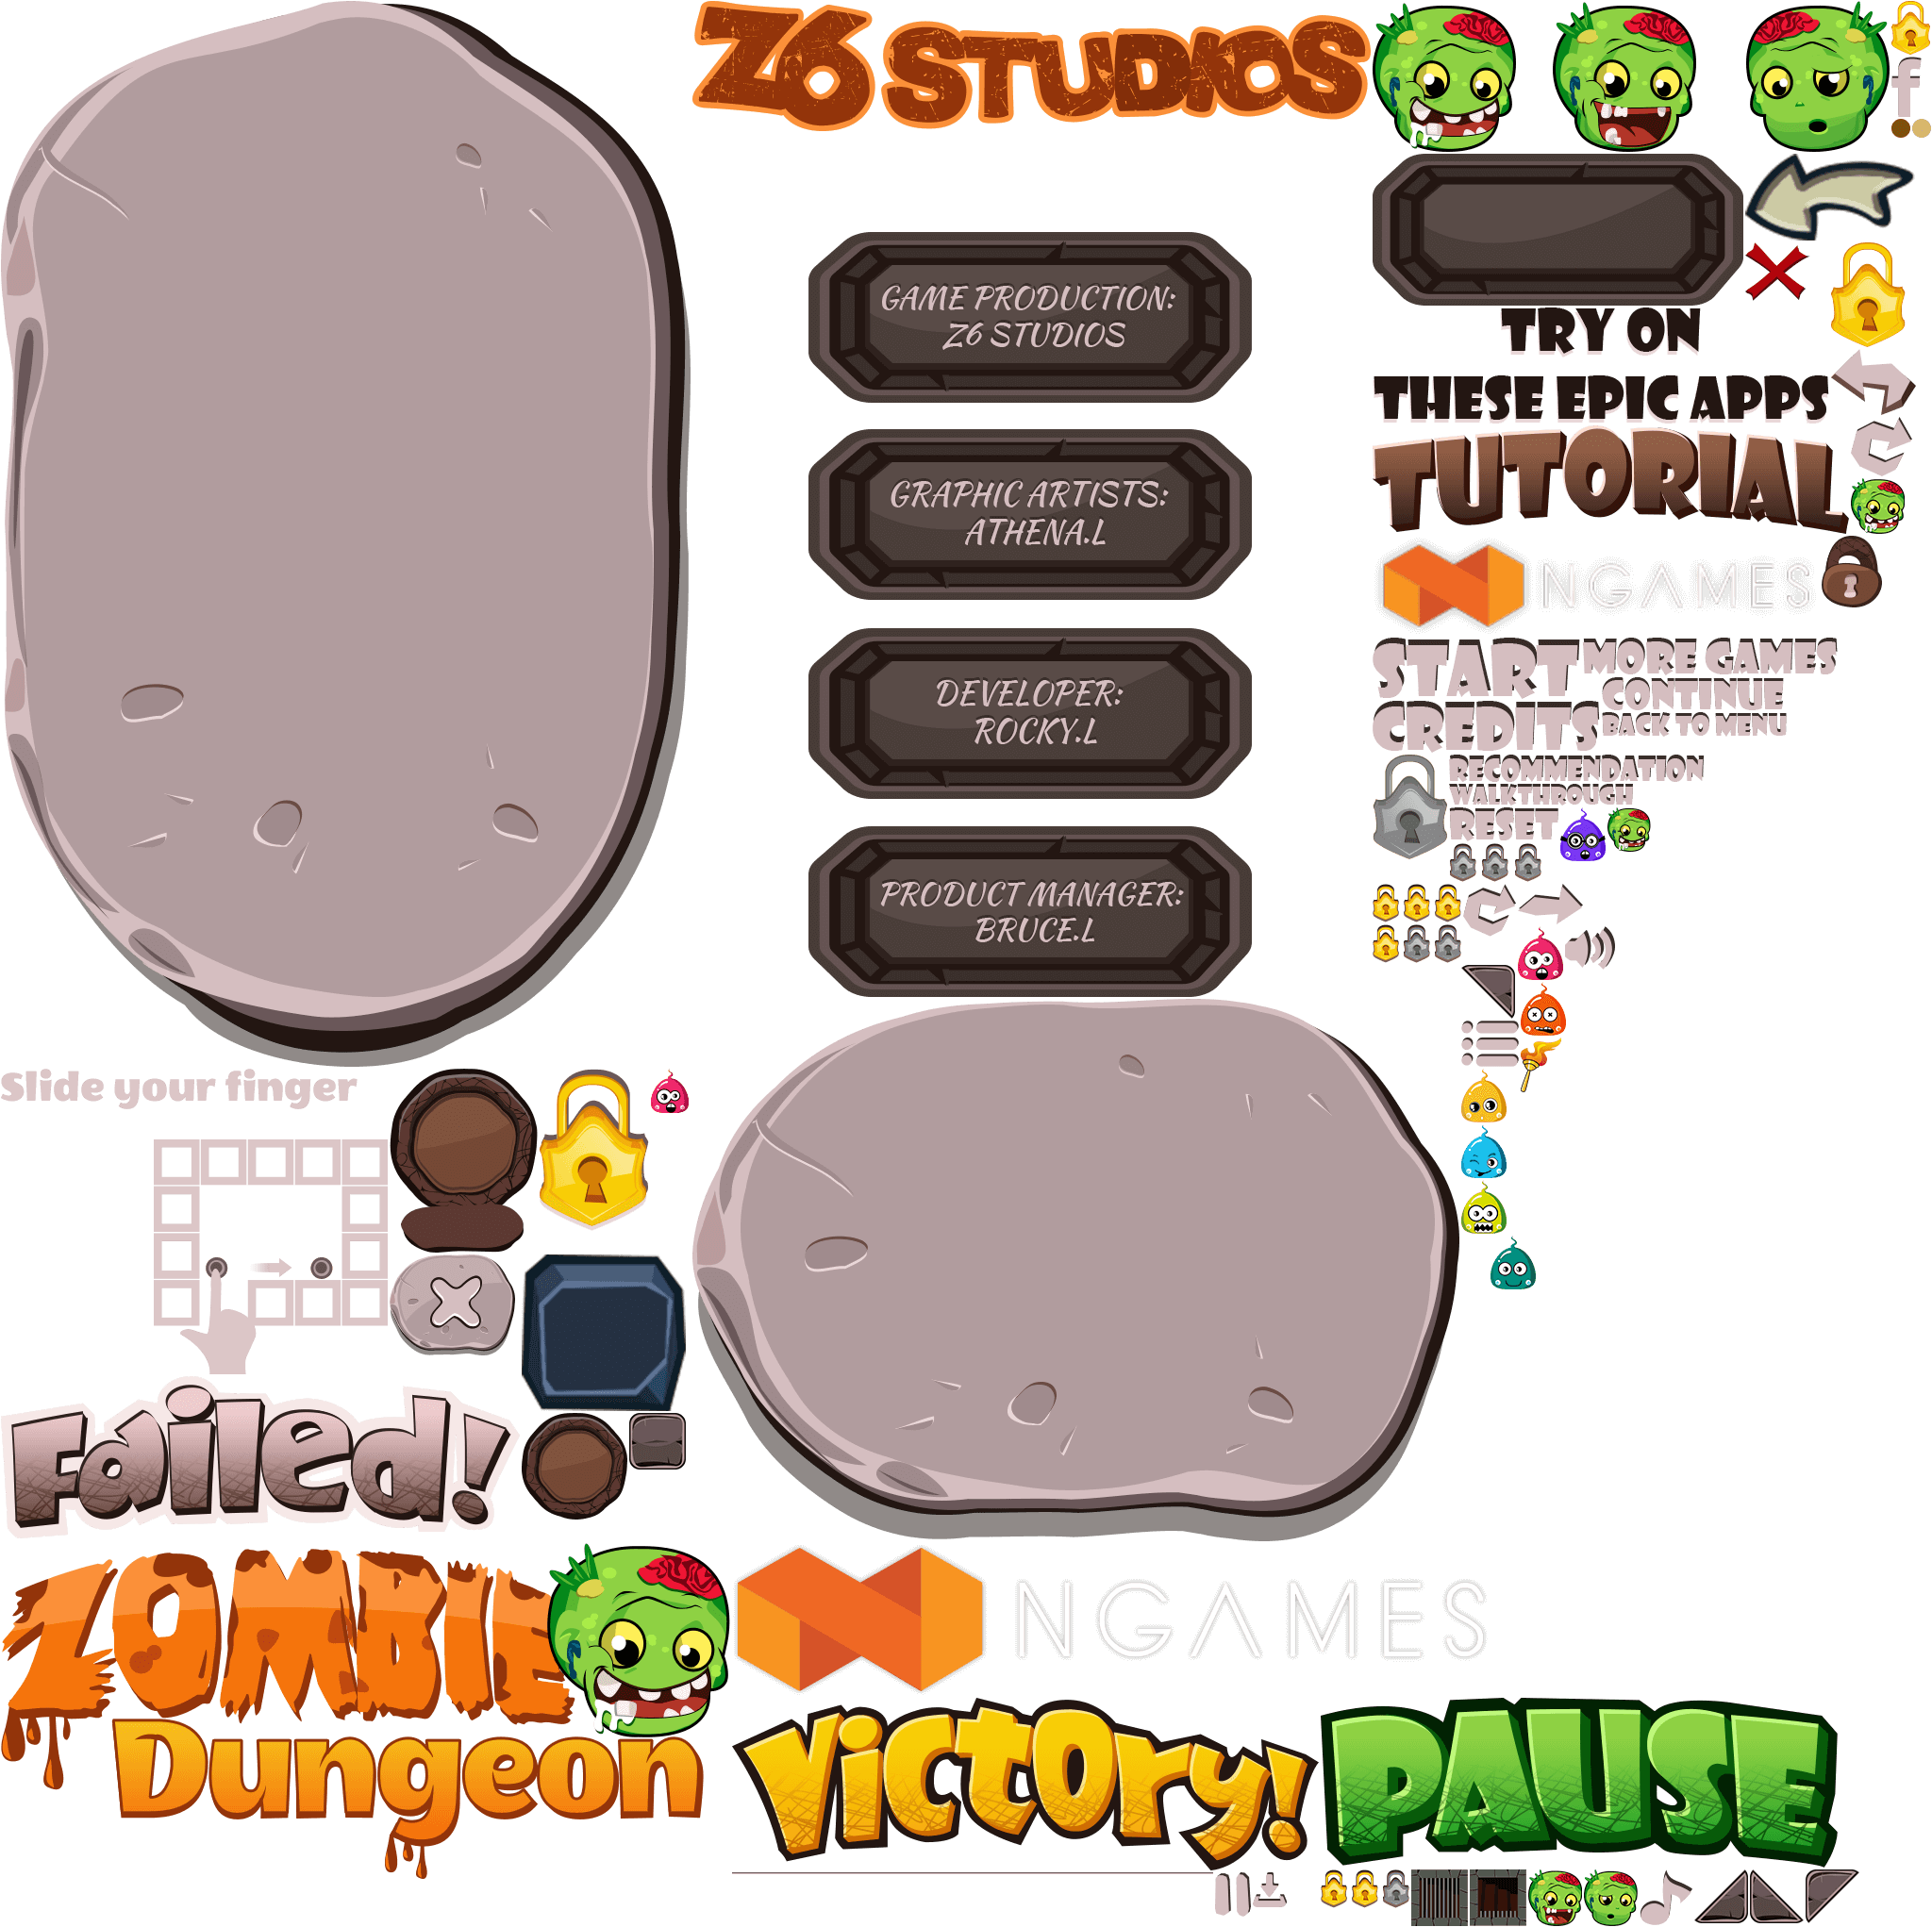 Z6 STUDIOS
f
GAME PRODUCTION:
Z6 STUDIOS
GRAPHIC ARTISTS:
ATHENA.L
DEVELOPER:
ROCKY.L
PRODUCT MANAGER:
BRUCE.L
TRY ON
THESE EPIC APPS
TUTORIAL
NGAMES
START
MORE GAMES
CONTINUE
CREDITS
BACK TO MENU
RECOMMENDATION
WALKTHROUGH
RESET
Slide your finger
Failed!
ZOMBIE
Dungeon
NGAMES
Victory!
PAUSE